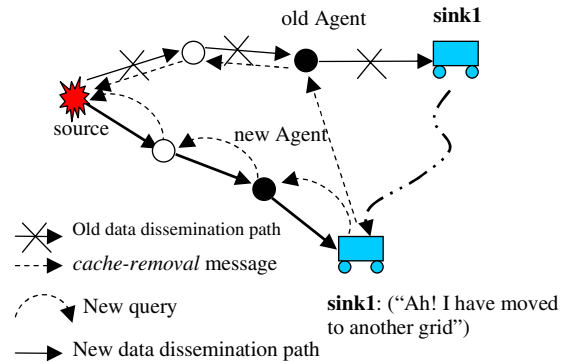 old Agent
sink1
source
new Agent
Old data dissemination path
cache-removal message
New query
New data dissemination path
sink1: (“Ah! I have moved
to another grid”)